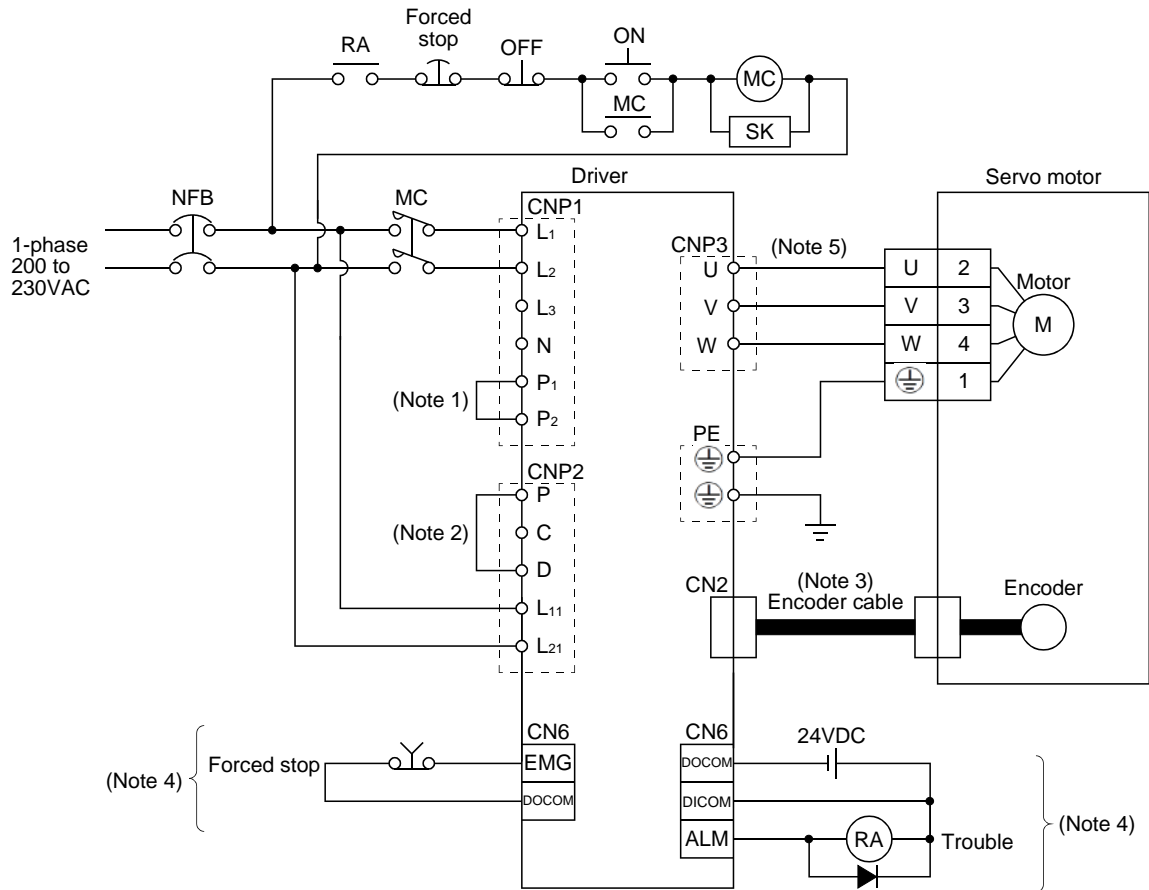 Forced
stop
RA
OFF
ON
MC
MC
SK
Driver
Servo motor
NFB
MC
1-phase
200 to
230VAC
CNP1
L1
L2
L3
N
P1
P2
(Note 1)
CNP2
P
C
D
L11
L21
(Note 2)
CNP3
U
V
W
(Note 5)
U 2
V 3
W 4
1
Motor
M
PE
CN2
(Note 3)
Encoder cable
Encoder
CN6
EMG
DOCOM
Forced stop
(Note 4)
CN6
DOCOM
DICOM
ALM
24VDC
RA
Trouble
(Note 4)